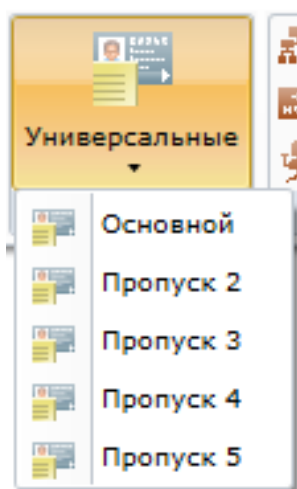 Универсальные
Основной
Пропуск 2
Пропуск 3
Пропуск 4
Пропуск 5